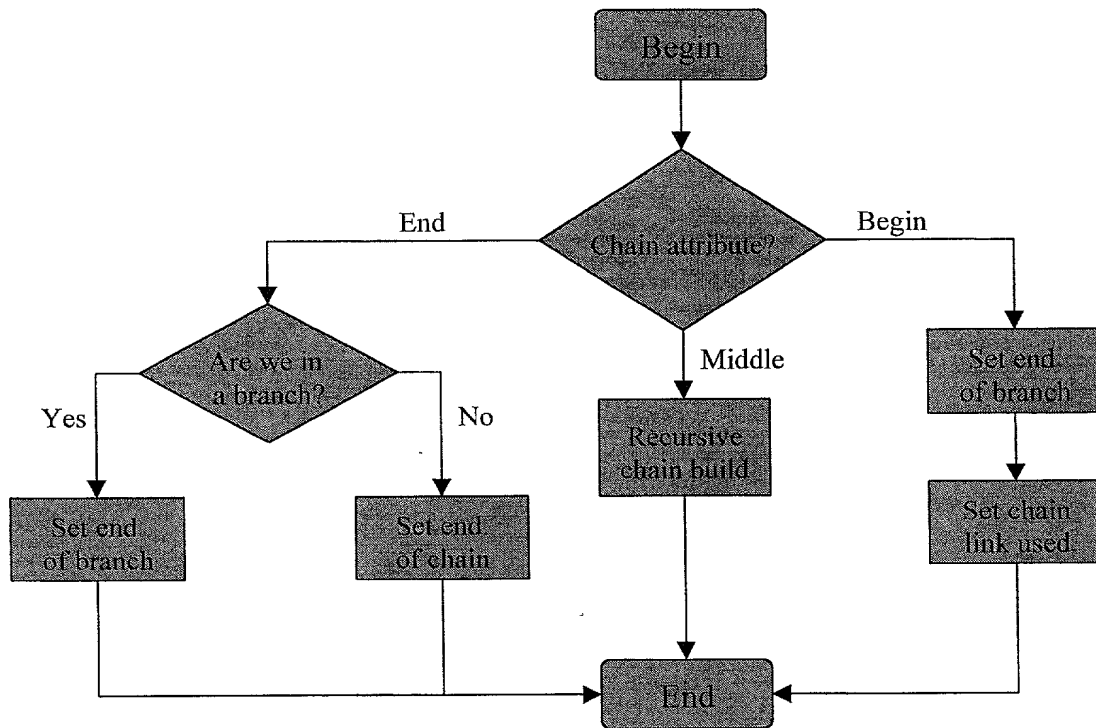 Begin
Chain attribute?
End
Begin
Middle
Are we in
a branch?
Yes
No
Set end
of branch
Set end
of chain
Recursive
chain build
Set end
of branch
Set chain
link used
End